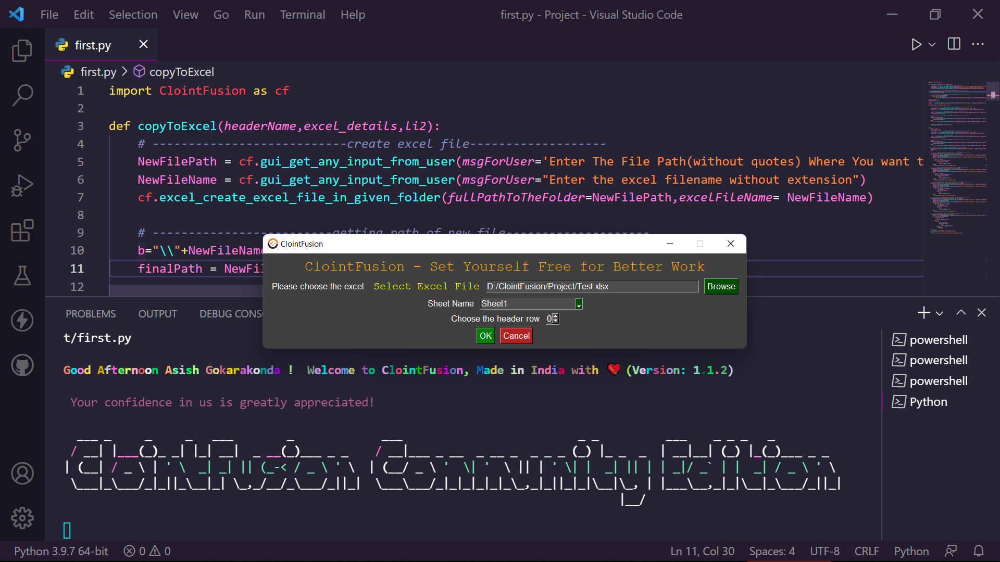 File Edit Selection View Go Run Terminal Help first.py - Project - Visual Studio Code
first.py
first.py > copyToExcel
1 import ClointFusion as cf
2
3 def copyToExcel(headerName,excel_details,li2):
4 # ---------------------------create excel file-------------------
5 NewFilePath = cf.gui_get_any_input_from_user(msgForUser='Enter The File Path(without quotes) Where You want t
6 NewFileName = cf.gui_get_any_input_from_user(msgForUser="Enter the excel filename without extension")
7 cf.excel_create_excel_file_in_given_folder(fullPathToTheFolder=NewFilePath,excelFileName= NewFileName)
8
9 # -------------------------getting path of new file--------------------
10 b="\\"+NewFileName
11 finalPath = NewFil
12
ClointFusion
ClointFusion - Set Yourself Free for Better Work
Please choose the excel Select Excel File D:/ClointFusion/Project/Test.xlsx Browse
Sheet Name Sheet1
Choose the header row 0
OK Cancel
PROBLEMS OUTPUT DEBUG CONS
t/first.py
Good Afternoon Asish Gokarakonda ! Welcome to ClointFusion, Made in India with ❤ (Version: 1.1.2)
Your confidence in us is greatly appreciated!
ClointFusion Community Edition
powershell
powershell
powershell
Python
Python 3.9.7 64-bit 0 0 Ln 11, Col 30 Spaces: 4 UTF-8 CRLF Python